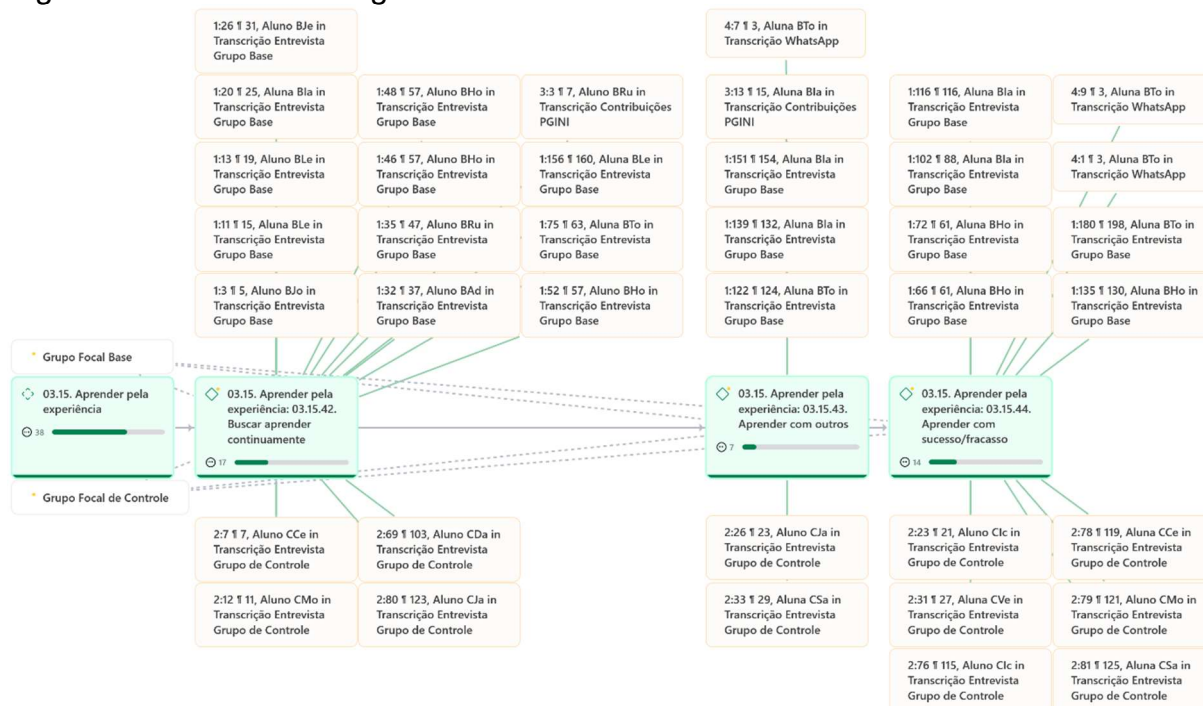 1:26 ¶ 31, Aluno BJe in
Transcrição Entrevista
Grupo Base
4:7 ¶ 3, Aluna BTo in
Transcrição WhatsApp
1:20 ¶ 25, Aluna BIa in
Transcrição Entrevista
Grupo Base
1:48 ¶ 57, Aluno BHo in
Transcrição Entrevista
Grupo Base
3:3 ¶ 7, Aluno BRu in
Transcrição Contribuições
PGINI
3:13 ¶ 15, Aluna BIa in
Transcrição Contribuições
PGINI
1:116 ¶ 116, Aluna BIa in
Transcrição Entrevista
Grupo Base
4:9 ¶ 3, Aluna BTo in
Transcrição WhatsApp
1:13 ¶ 19, Aluno BLe in
Transcrição Entrevista
Grupo Base
1:46 ¶ 57, Aluno BHo in
Transcrição Entrevista
Grupo Base
1:156 ¶ 160, Aluna BLe in
Transcrição Entrevista
Grupo Base
1:151 ¶ 154, Aluna BIa in
Transcrição Entrevista
Grupo Base
1:102 ¶ 88, Aluna BIa in
Transcrição Entrevista
Grupo Base
4:1 ¶ 3, Aluna BTo in
Transcrição WhatsApp
1:11 ¶ 15, Aluna BLe in
Transcrição Entrevista
Grupo Base
1:35 ¶ 47, Aluno BRu in
Transcrição Entrevista
Grupo Base
1:75 ¶ 63, Aluna BTo in
Transcrição Entrevista
Grupo Base
1:139 ¶ 132, Aluna BIa in
Transcrição Entrevista
Grupo Base
1:72 ¶ 61, Aluna BHo in
Transcrição Entrevista
Grupo Base
1:180 ¶ 198, Aluna BTo in
Transcrição Entrevista
Grupo Base
1:3 ¶ 5, Aluno BJo in
Transcrição Entrevista
Grupo Base
1:32 ¶ 37, Aluno BAd in
Transcrição Entrevista
Grupo Base
1:52 ¶ 57, Aluno BHo in
Transcrição Entrevista
Grupo Base
1:122 ¶ 124, Aluna BTo in
Transcrição Entrevista
Grupo Base
1:66 ¶ 61, Aluna BHo in
Transcrição Entrevista
Grupo Base
1:135 ¶ 130, Aluna BHo in
Transcrição Entrevista
Grupo Base
Grupo Focal Base
03.15. Aprender pela
experiência
38
03.15. Aprender pela
experiência: 03.15.42.
Buscar aprender
continuamente
17
03.15. Aprender pela
experiência: 03.15.43.
Aprender com outros
7
03.15. Aprender pela
experiência: 03.15.44.
Aprender com
sucesso/fracasso
14
Grupo Focal de Controle
2:7 ¶ 7, Aluno CCe in
Transcrição Entrevista
Grupo de Controle
2:69 ¶ 103, Aluno CDa in
Transcrição Entrevista
Grupo de Controle
2:26 ¶ 23, Aluno CJa in
Transcrição Entrevista
Grupo de Controle
2:23 ¶ 21, Aluno CIc in
Transcrição Entrevista
Grupo de Controle
2:78 ¶ 119, Aluno CCe in
Transcrição Entrevista
Grupo de Controle
2:12 ¶ 11, Aluno CMo in
Transcrição Entrevista
Grupo de Controle
2:80 ¶ 123, Aluno CJa in
Transcrição Entrevista
Grupo de Controle
2:33 ¶ 29, Aluna CSa in
Transcrição Entrevista
Grupo de Controle
2:31 ¶ 27, Aluna CVe in
Transcrição Entrevista
Grupo de Controle
2:79 ¶ 121, Aluno CMo in
Transcrição Entrevista
Grupo de Controle
2:76 ¶ 115, Aluno CIc in
Transcrição Entrevista
Grupo de Controle
2:81 ¶ 125, Aluna CSa in
Transcrição Entrevista
Grupo de Controle